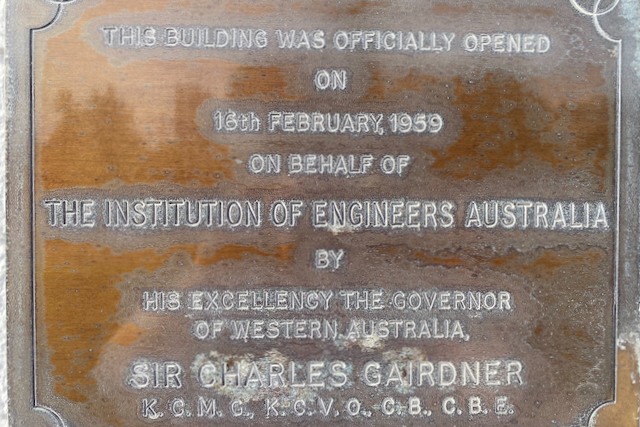 THIS BUILDING WAS OFFICIALLY OPENED
ON
16th FEBRUARY, 1959
ON BEHALF OF
THE INSTITUTION OF ENGINEERS AUSTRALIA
BY
HIS EXCELLENCY THE GOVERNOR
OF WESTERN AUSTRALIA,
SIR CHARLES GAIRDNER
K. C. M. G., K. C. V. O., C. B., C. B. E.